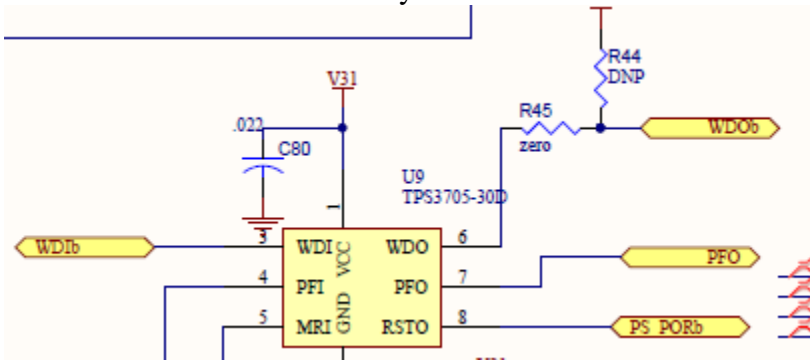 R44
DNP
V31
R45
WDOb
.022
zero
C80
U9
TPS3705-30D
1
WDIb
3
WDI
VCC
WDO
6
PFO
4
PFI
PFO
7
5
MRI
GND
RSTO
8
PS_PORb